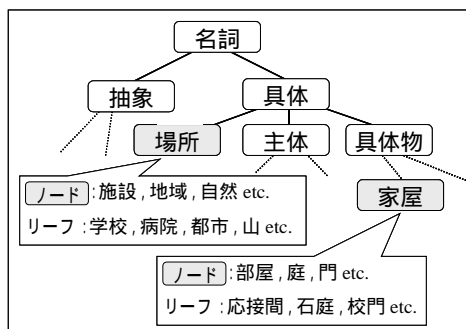 名詞
抽象
具体
場所
主体
具体物
ノード:施設,地域,自然 etc.
リーフ:学校,病院,都市,山 etc.
家屋
ノード:部屋,庭,門 etc.
リーフ:応接間,石庭,校門 etc.